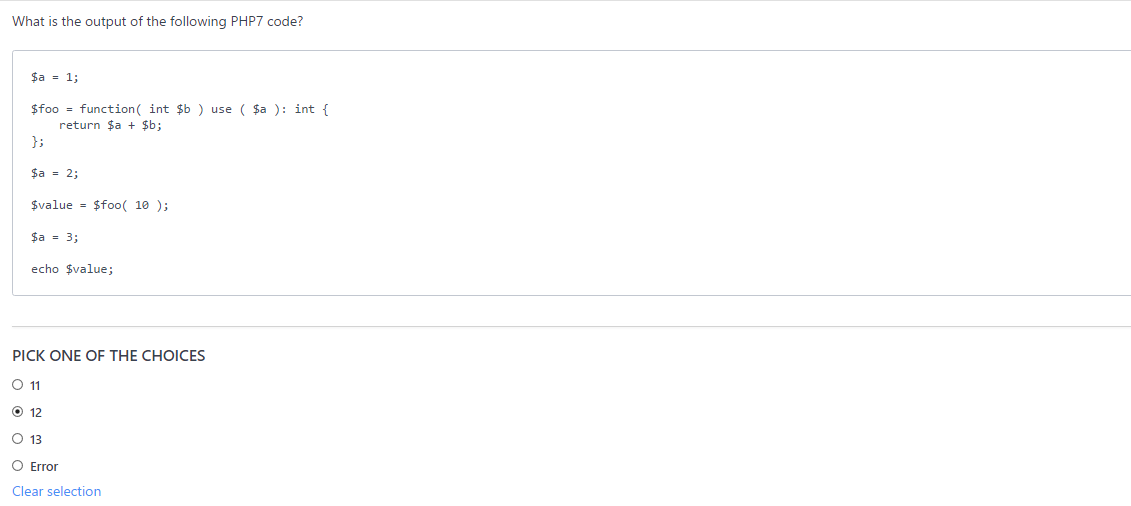 What is the output of the following PHP7 code?
$a = 1;
$foo = function( int $b ) use ( $a ): int {
    return $a + $b;
};
$a = 2;
$value = $foo( 10 );
$a = 3;
echo $value;
PICK ONE OF THE CHOICES
11
12
13
Error
Clear selection